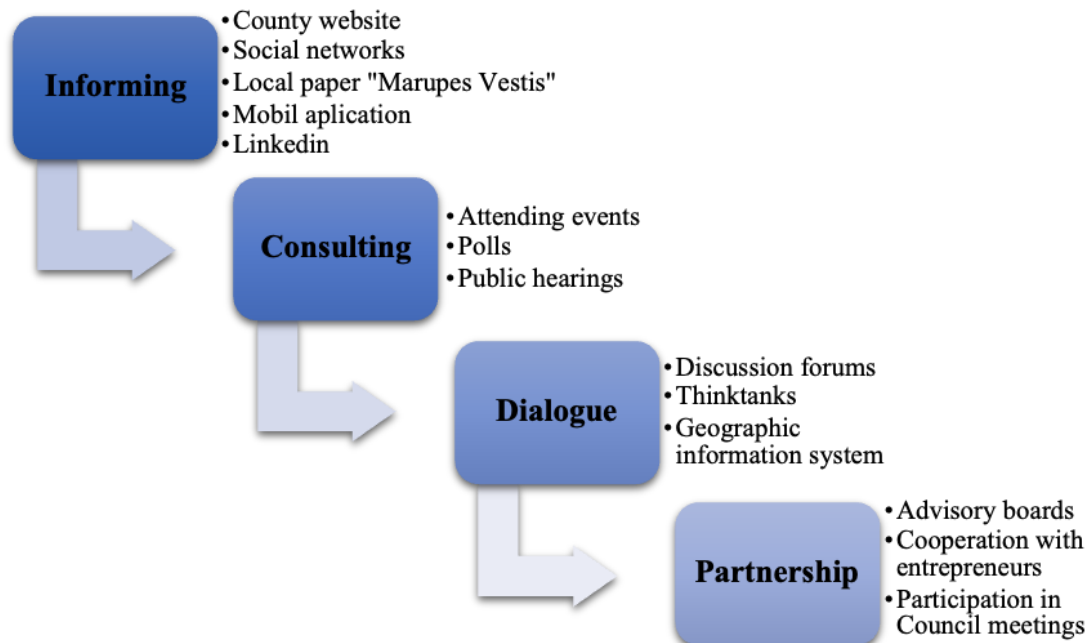 Informing
•County website
•Social networks
•Local paper "Marupes Vestis"
•Mobil aplication
•Linkedin
Consulting
•Attending events
•Polls
•Public hearings
Dialogue
•Discussion forums
•Thinktanks
•Geographic
information system
Partnership
•Advisory boards
•Cooperation with
entrepreneurs
•Participation in
Council meetings